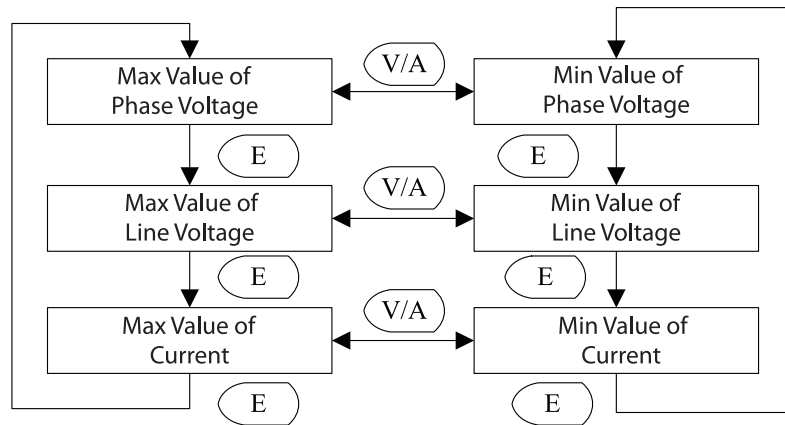 Max Value of
Phase Voltage
V/A
Min Value of
Phase Voltage
E
E
Max Value of
Line Voltage
V/A
Min Value of
Line Voltage
E
E
Max Value of
Current
V/A
Min Value of
Current
E
E